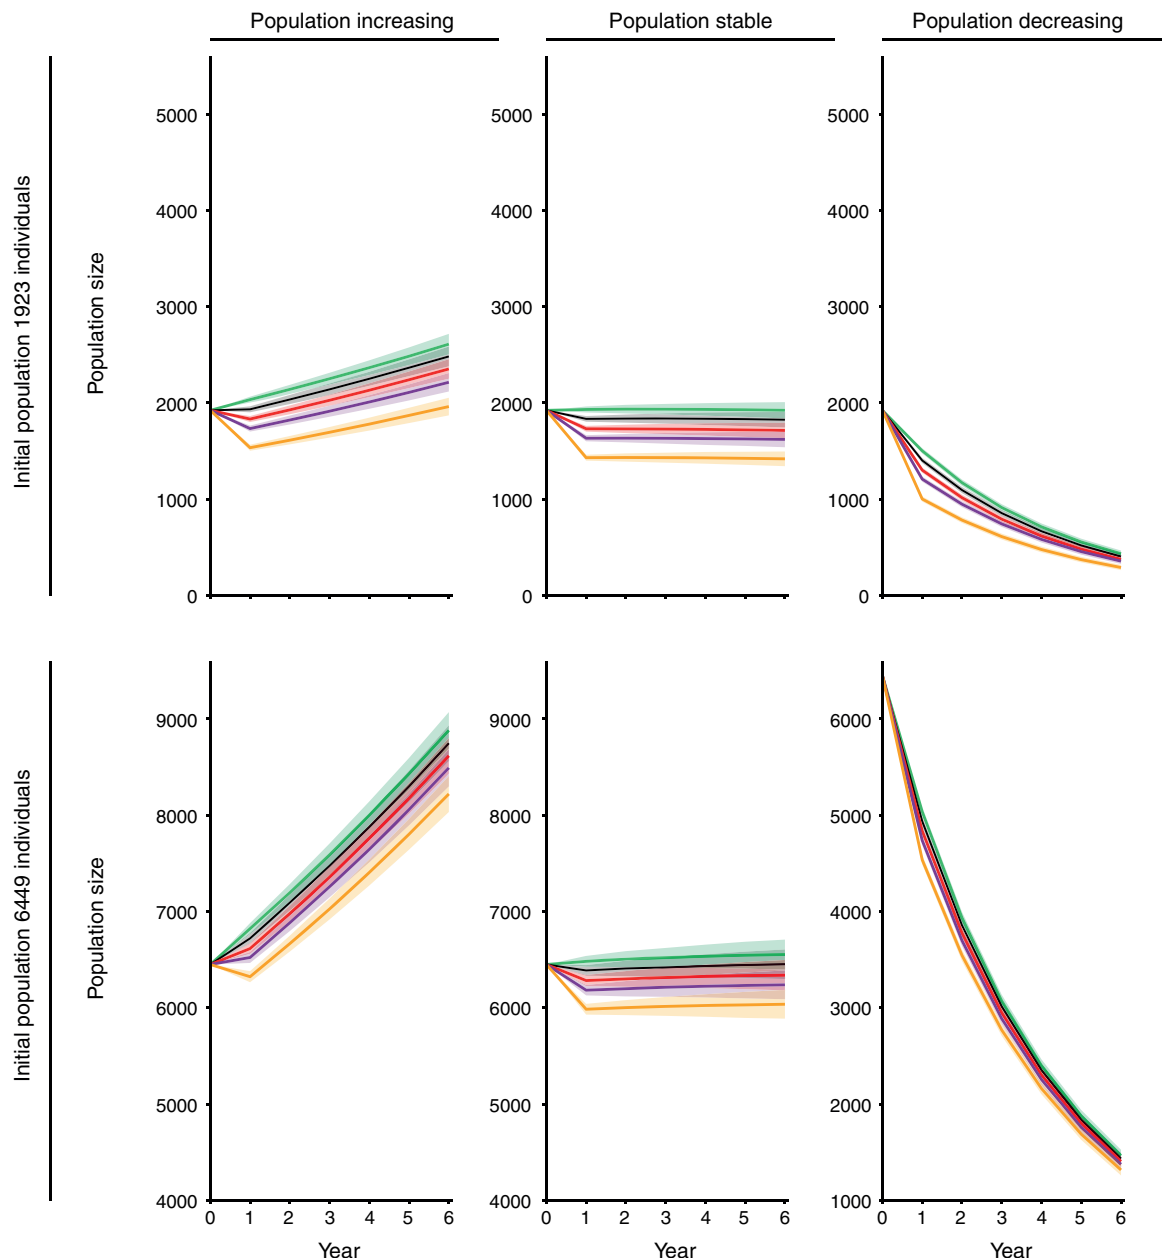 Population increasing
Population stable
Population decreasing
Initial population 1923 individuals
Population size
5000
4000
3000
2000
1000
0
5000
4000
3000
2000
1000
0
5000
4000
3000
2000
1000
0
Initial population 6449 individuals
Population size
9000
8000
7000
6000
5000
4000
0 1 2 3 4 5 6
Year
9000
8000
7000
6000
5000
4000
0 1 2 3 4 5 6
Year
6000
5000
4000
3000
2000
1000
0 1 2 3 4 5 6
Year